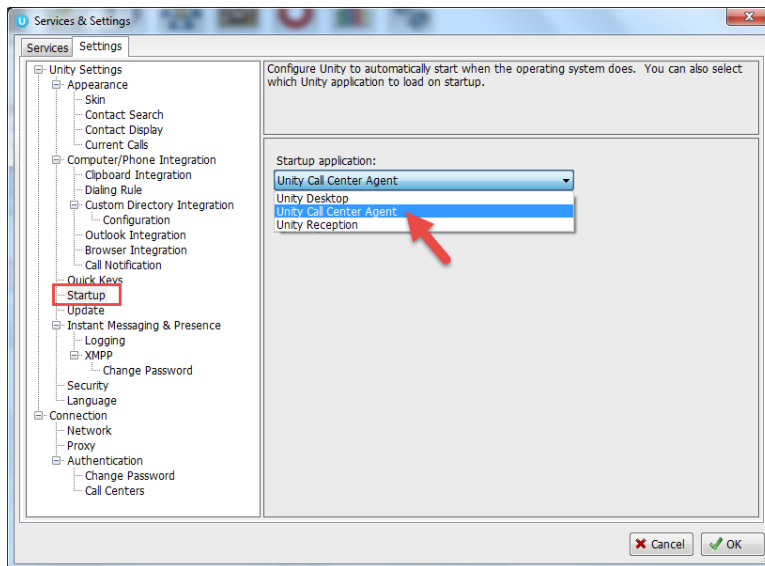 Services & Settings
Services
Settings
Unity Settings
Appearance
Skin
Contact Search
Contact Display
Current Calls
Computer/Phone Integration
Clipboard Integration
Dialing Rule
Custom Directory Integration
Configuration
Outlook Integration
Browser Integration
Call Notification
Quick Keys
Startup
Update
Instant Messaging & Presence
Logging
XMPP
Change Password
Security
Language
Connection
Network
Proxy
Authentication
Change Password
Call Centers
Configure Unity to automatically start when the operating system does. You can also select
which Unity application to load on startup.
Startup application:
Unity Call Center Agent
Unity Desktop
Unity Call Center Agent
Unity Reception
Cancel
OK